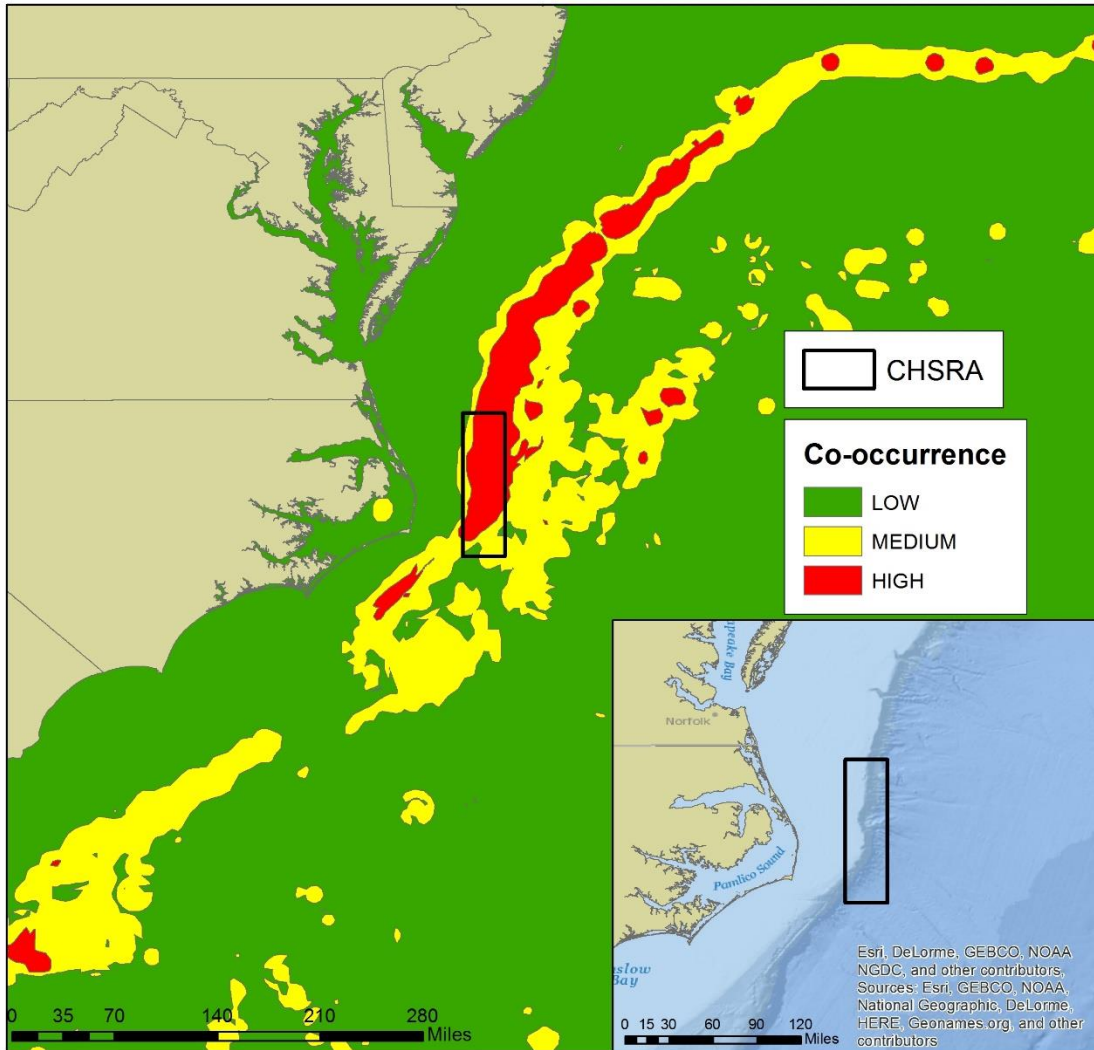 CHSRA
Co-occurrence
LOW
MEDIUM
HIGH
0 35 70 140 210 280
Miles
Norfolk
Pamlico Sound
Bay
Esri, DeLorme, GEBCO, NOAA
NGDC, and other contributors,
Sources: Esri, GEBCO, NOAA,
National Geographic, DeLorme,
HERE, Geonames.org, and other
contributors
0 15 30 60 90 120
Miles